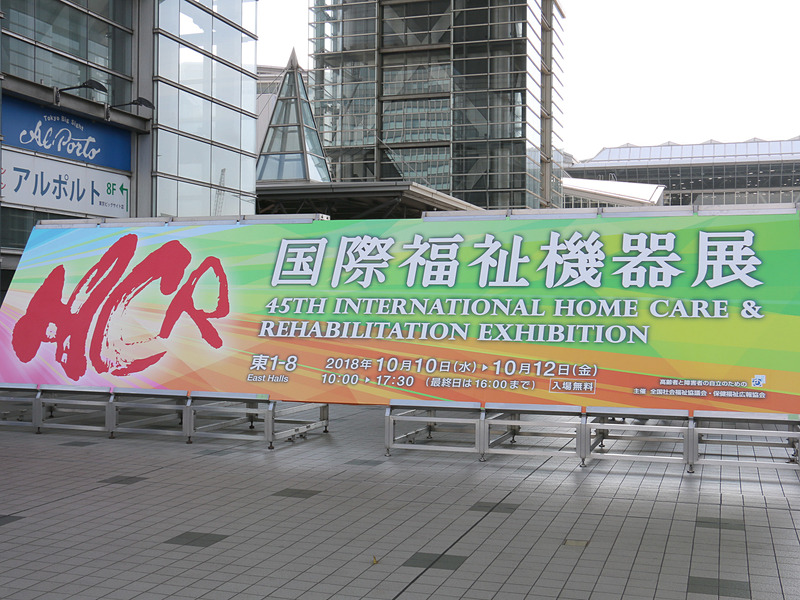 Tokyo Big Sight
Al Porto
アルポルト 8F
HCR
国際福祉機器展
45TH INTERNATIONAL HOME CARE &
REHABILITATION EXHIBITION
東1-8
East Halls
2018年10月10日(水)▶10月12日(金)
10:00▶17:30 (最終日は16:00まで) 入場無料
高齢者と障害者の自立のための
主催 全国社会福祉協議会・保健福祉広報協会